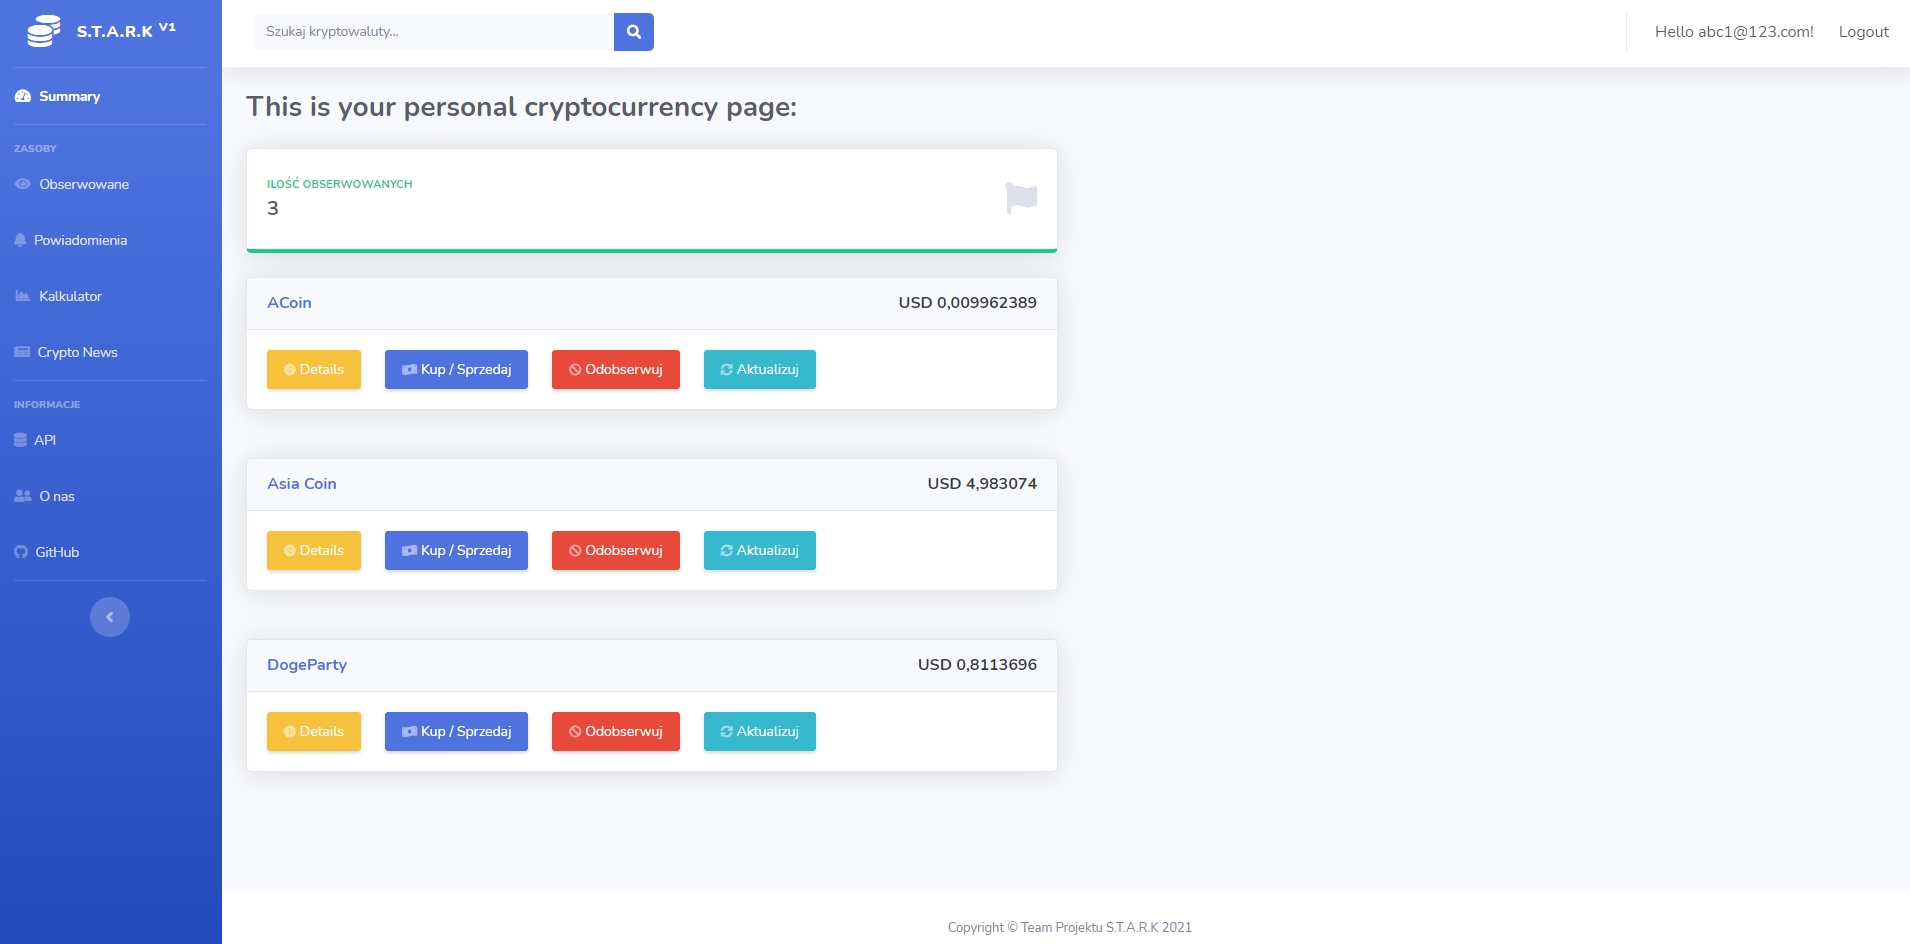 S.T.A.R.K V1
Szukaj kryptowaluty...
Hello abc1@123.com!
Logout
Summary
ZASOBY
Obserwowane
Powiadomienia
Kalkulator
Crypto News
INFORMACJE
API
O nas
GitHub
This is your personal cryptocurrency page:
ILOŚĆ OBSERWOWANYCH
3
ACoin
USD 0,009962389
Details
Kup / Sprzedaj
Odobserwuj
Aktualizuj
Asia Coin
USD 4,983074
Details
Kup / Sprzedaj
Odobserwuj
Aktualizuj
DogeParty
USD 0,8113696
Details
Kup / Sprzedaj
Odobserwuj
Aktualizuj
Copyright © Team Projektu S.T.A.R.K 2021